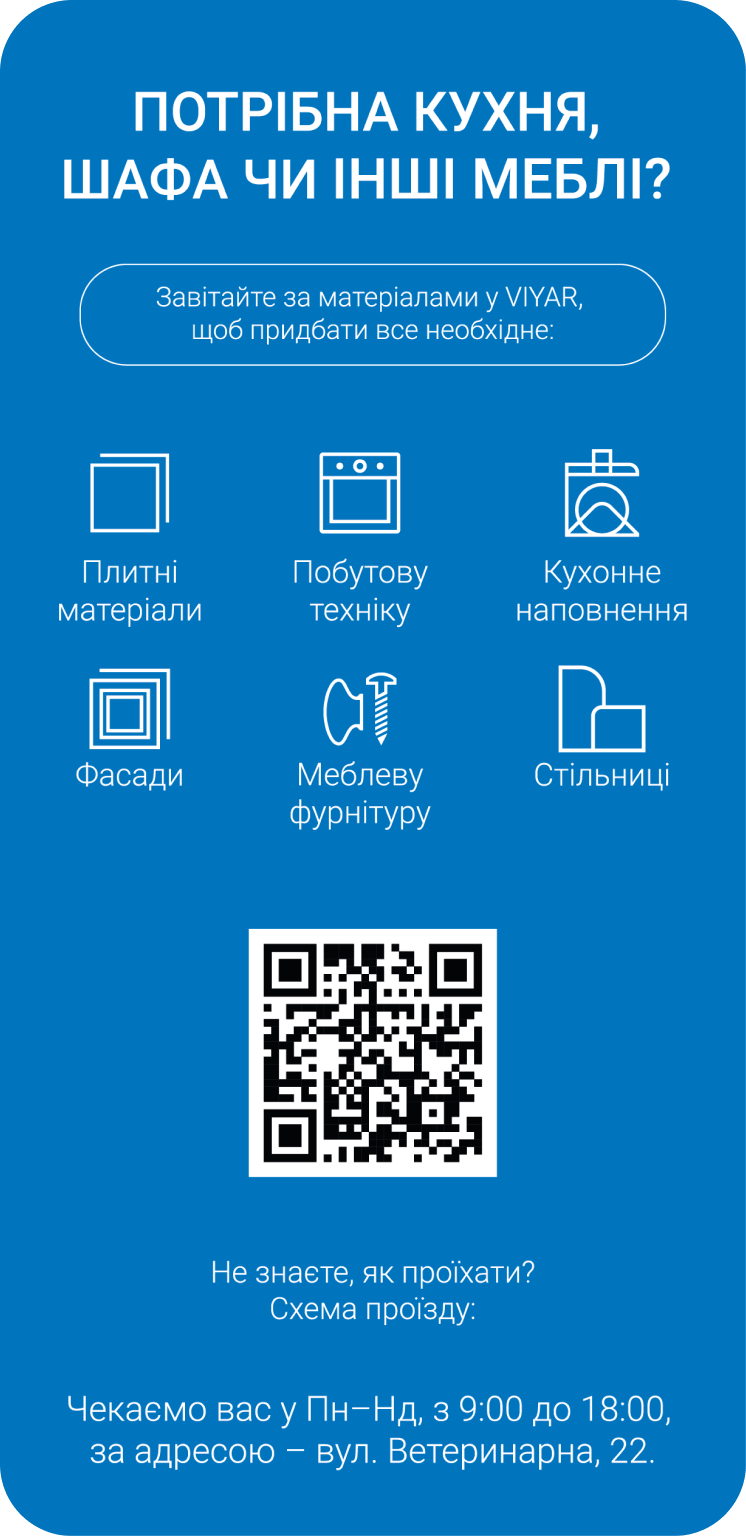 ПОТРІБНА КУХНЯ,
ШАФА ЧИ ІНШІ МЕБЛІ?
Завітайте за матеріалами у VIYAR,
щоб придбати все необхідне:
Плитні
матеріали
Побутову
техніку
Кухонне
наповнення
Фасади
Меблеву
фурнітуру
Стільниці
Не знаєте, як проїхати?
Схема проїзду:
Чекаємо вас у Пн–Нд, з 9:00 до 18:00,
за адресою – вул. Ветеринарна, 22.